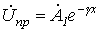 U̇пр = Ȧ₁e^(-γx)